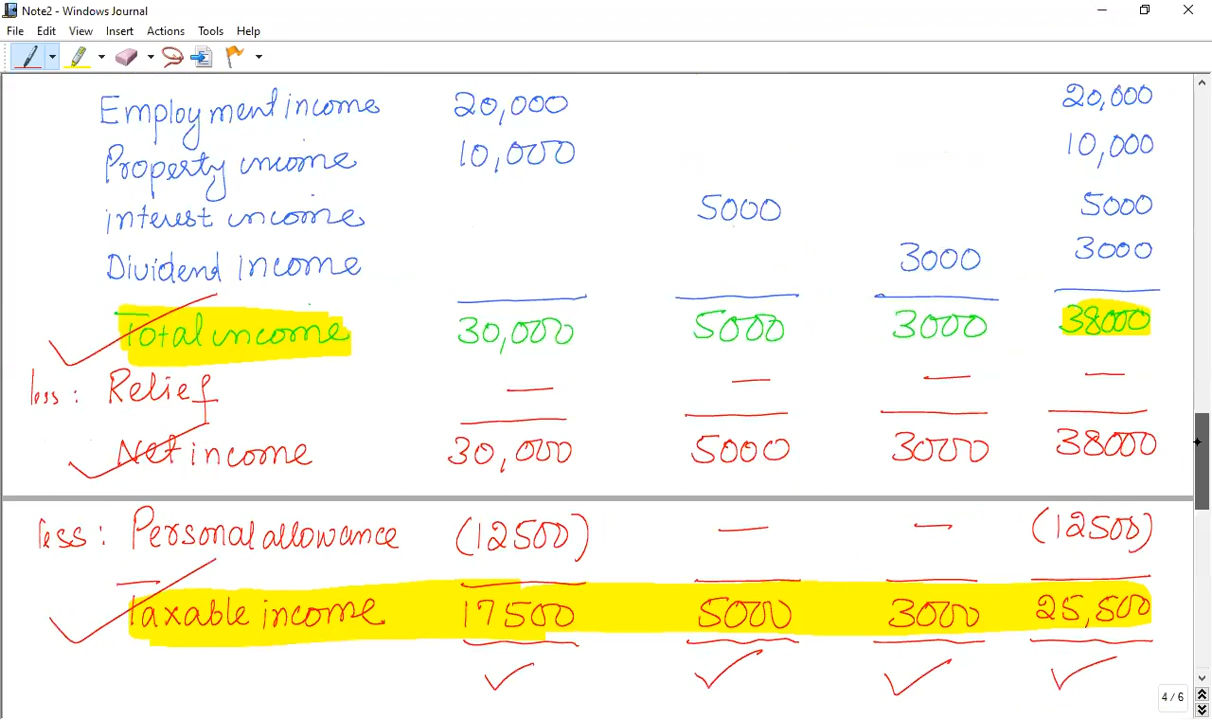 Note2 - Windows Journal
File Edit View Insert Actions Tools Help
Employment income 20,000 20,000
Property income 10,000 10,000
interest income 5000 5000
Dividend income 3000 3000
Total income 30,000 5000 3000 38000
less: Relief — — — —
Net income 30,000 5000 3000 38000
less: Personal allowance (12500) — — (12500)
Taxable income 17500 5000 3000 25,500
4 / 6